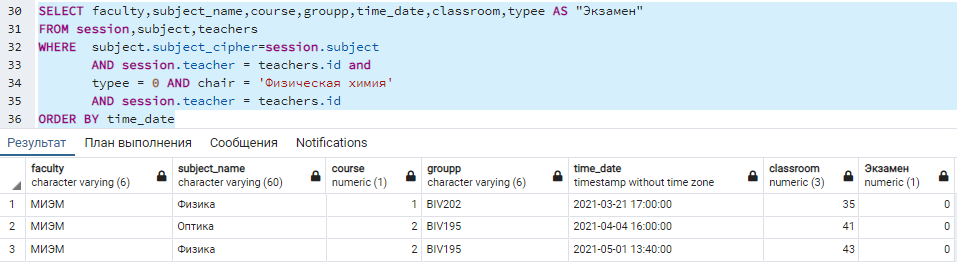 30 SELECT faculty,subject_name,course,groupp,time_date,classroom,typee AS "Экзамен"
31 FROM session,subject,teachers
32 WHERE  subject.subject_cipher=session.subject
33        AND session.teacher = teachers.id and
34        typee = 0 AND chair = 'Физическая химия'
35        AND session.teacher = teachers.id
36 ORDER BY time_date
Результат План выполнения Сообщения Notifications
faculty subject_name course groupp time_date classroom Экзамен
character varying (6) character varying (60) numeric (1) character varying (6) timestamp without time zone numeric (3) numeric (1)
1 МИЭМ Физика 1 BIV202 2021-03-21 17:00:00 35 0
2 МИЭМ Оптика 2 BIV195 2021-04-04 16:00:00 41 0
3 МИЭМ Физика 2 BIV195 2021-05-01 13:40:00 43 0